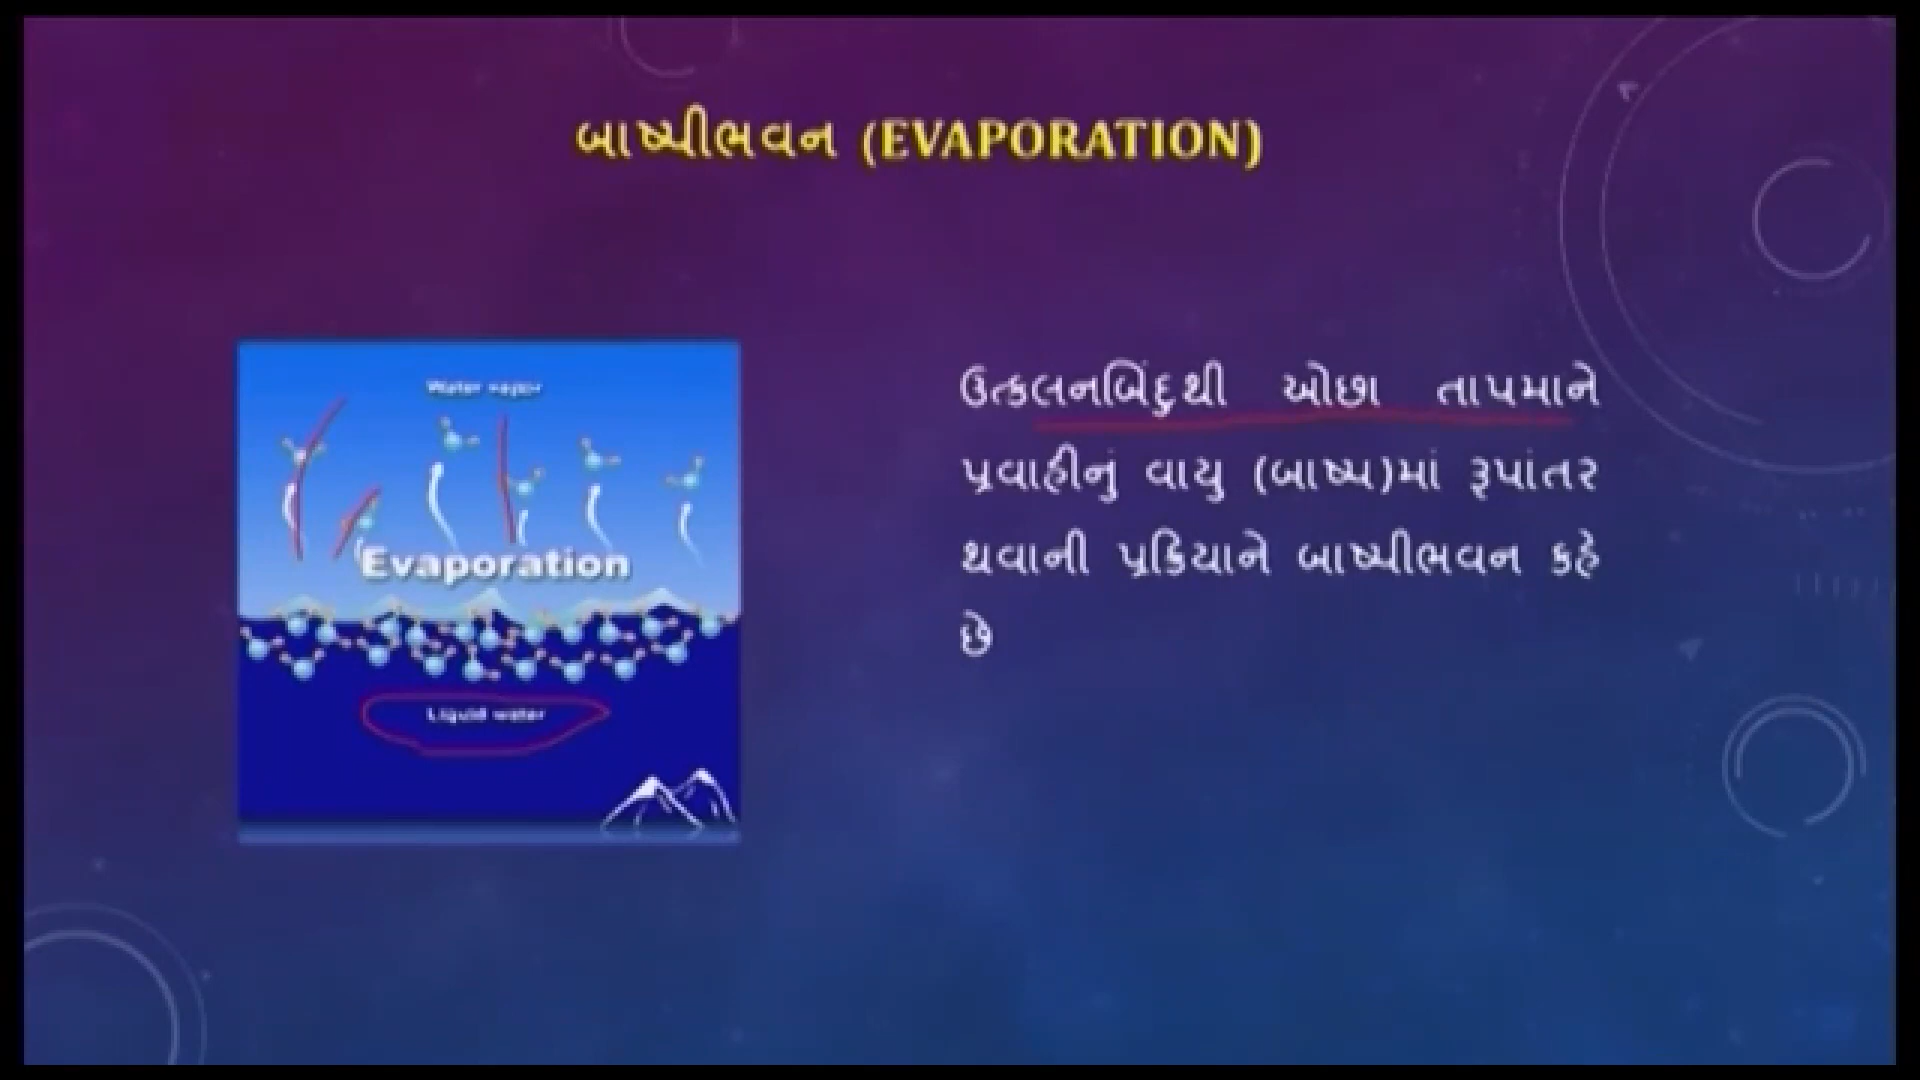 બાષ્પીભવન (EVAPORATION)
Water vapor
Evaporation
Liquid water
ઉત્કલનબિંદુથી ઓછા તાપમાને
પ્રવાહીનું વાયુ (બાષ્પ)માં રૂપાંતર
થવાની પ્રક્રિયાને બાષ્પીભવન કહે
છે